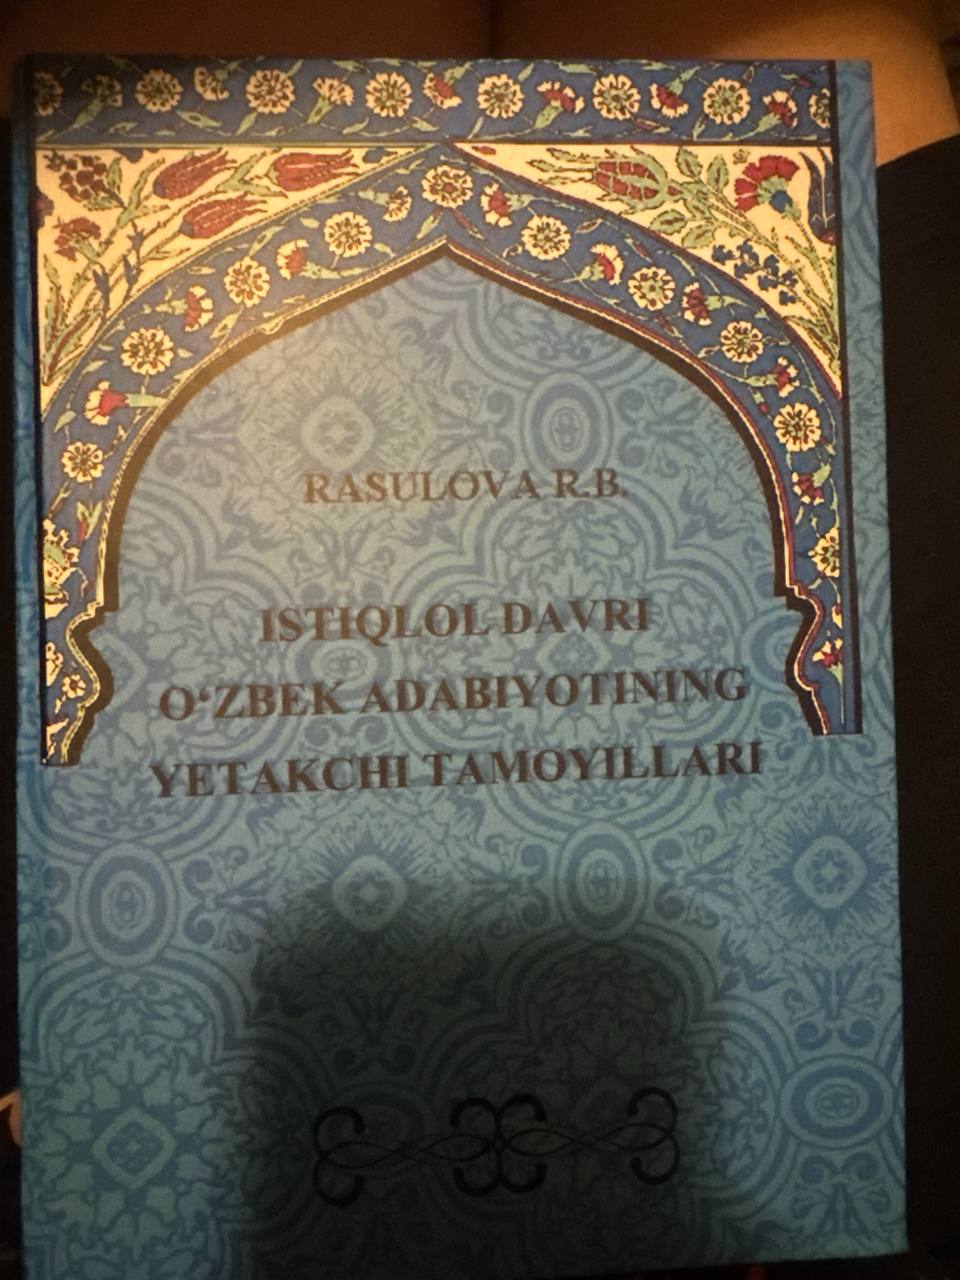 RASULOVA R.B.
ISTIQLOL DAVRI
O‘ZBEK ADABIYOTINING
YETAKCHI TAMOYILLARI